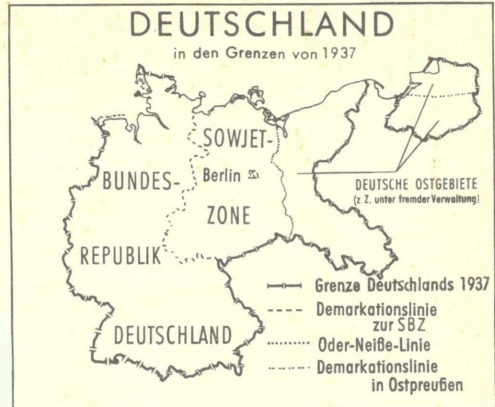 DEUTSCHLAND
in den Grenzen von 1937
SOWJET-
BUNDES-
Berlin
DEUTSCHE OSTGEBIETE
(z. Z. unter fremder Verwaltung)
ZONE
REPUBLIK
Grenze Deutschlands 1937
Demarkationslinie
zur SBZ
DEUTSCHLAND
Oder-Neiße-Linie
Demarkationslinie
in Ostpreußen